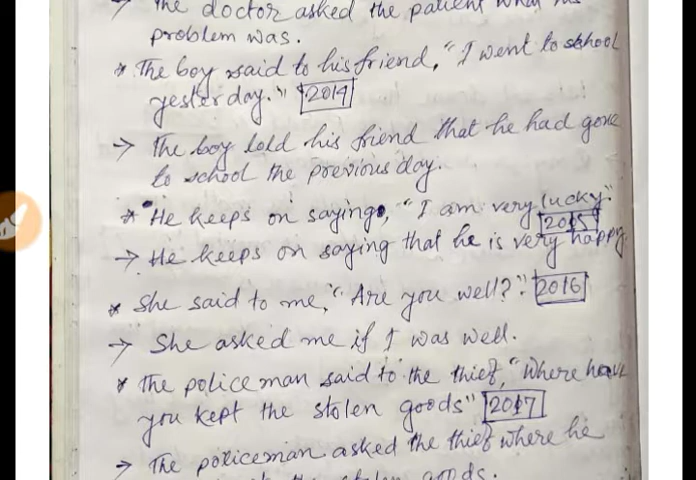 → The doctor asked the patient what his
problem was.
* The boy said to his friend, "I went to school
yesterday." 2014
→ The boy told his friend that he had gone
to school the previous day.
* He keeps on saying, "I am very lucky."
2015
→ He keeps on saying that he is very happy
* She said to me, "Are you well?". 2016
→ She asked me if I was well.
* The policeman said to the thief, "Where have
you kept the stolen goods" 2017
→ The policeman asked the thief where he
the stolen goods.